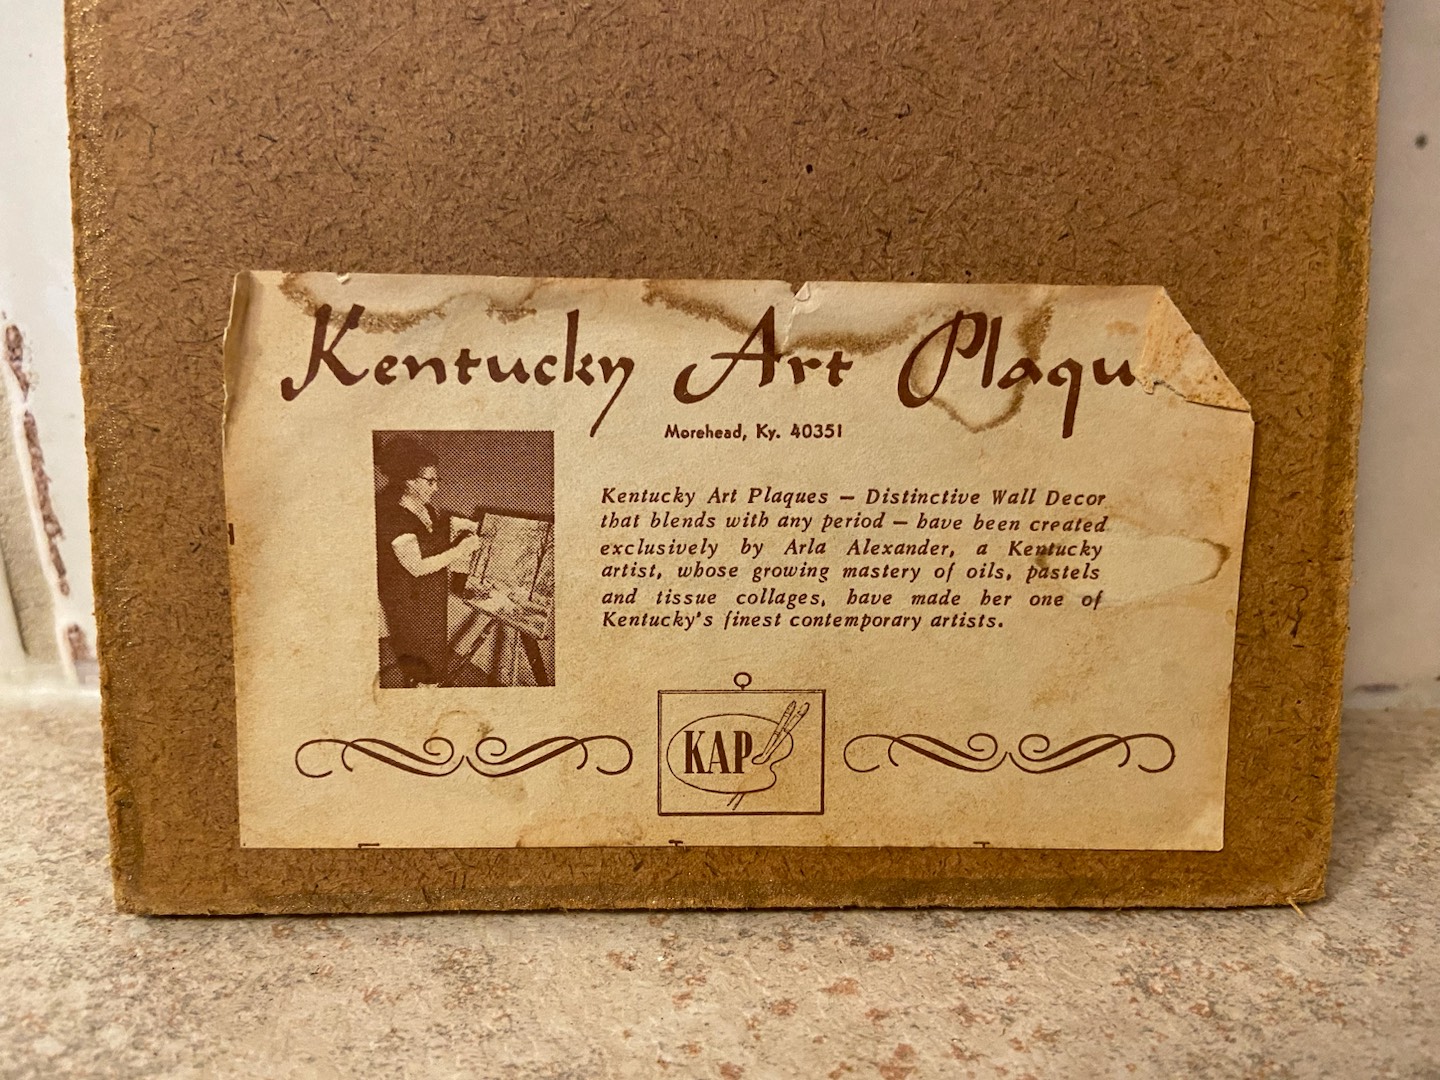 Kentucky Art Plaqu
Morehead, Ky. 40351
Kentucky Art Plaques — Distinctive Wall Decor
that blends with any period — have been created
exclusively by Arla Alexander, a Kentucky
artist, whose growing mastery of oils, pastels
and tissue collages, have made her one of
Kentucky's finest contemporary artists.
KAP